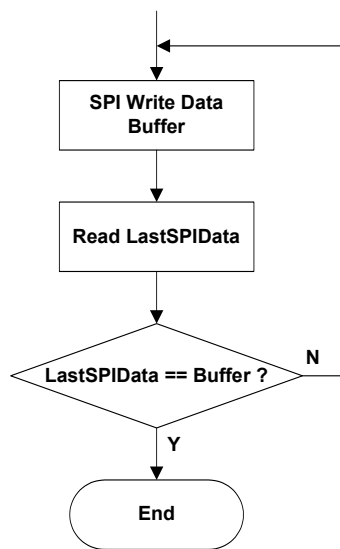 SPI Write Data
Buffer
Read LastSPIData
LastSPIData == Buffer ?
N
Y
End